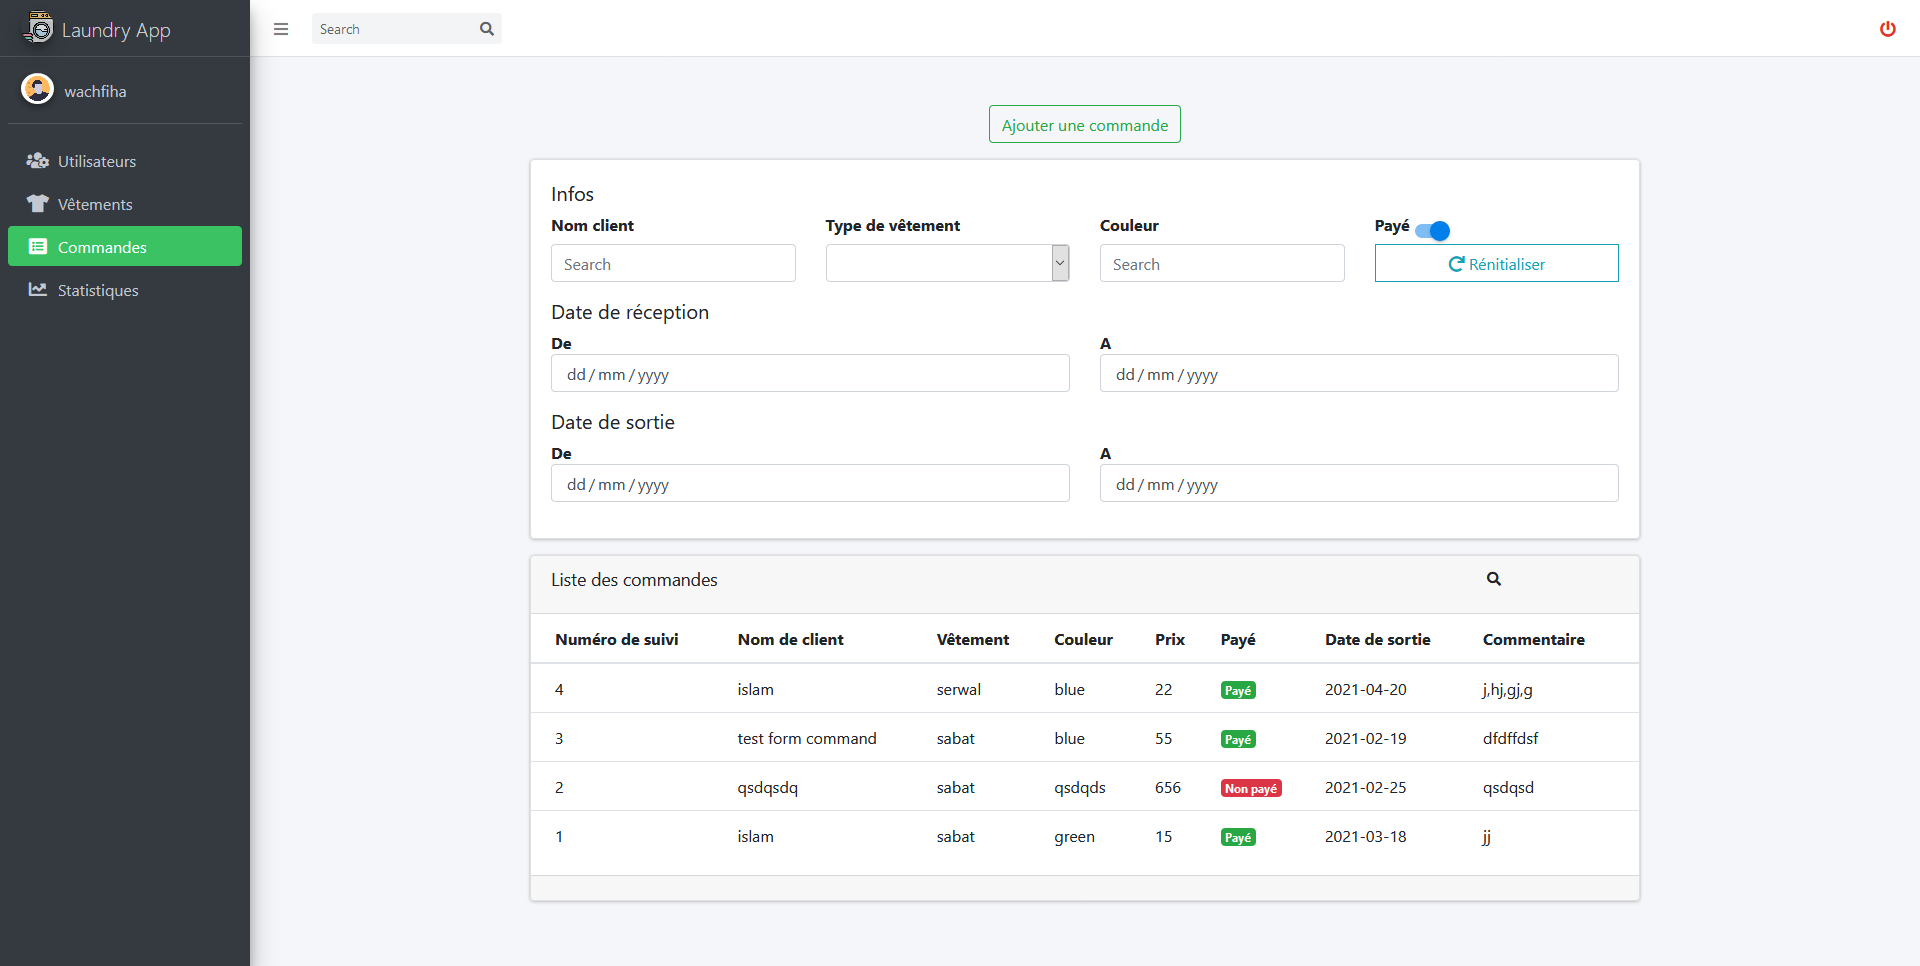 Laundry App
Search
wachfiha
Utilisateurs
Vêtements
Commandes
Statistiques
Ajouter une commande
Infos
Nom client Type de vêtement Couleur Payé
Search Search Rénitialiser
Date de réception
De A
dd / mm / yyyy dd / mm / yyyy
Date de sortie
De A
dd / mm / yyyy dd / mm / yyyy
Liste des commandes
Numéro de suivi Nom de client Vêtement Couleur Prix Payé Date de sortie Commentaire
4 islam serwal blue 22 Payé 2021-04-20 j,hj,gj,g
3 test form command sabat blue 55 Payé 2021-02-19 dfdffdsf
2 qsdqsdq sabat qsdqds 656 Non payé 2021-02-25 qsdqsd
1 islam sabat green 15 Payé 2021-03-18 jj